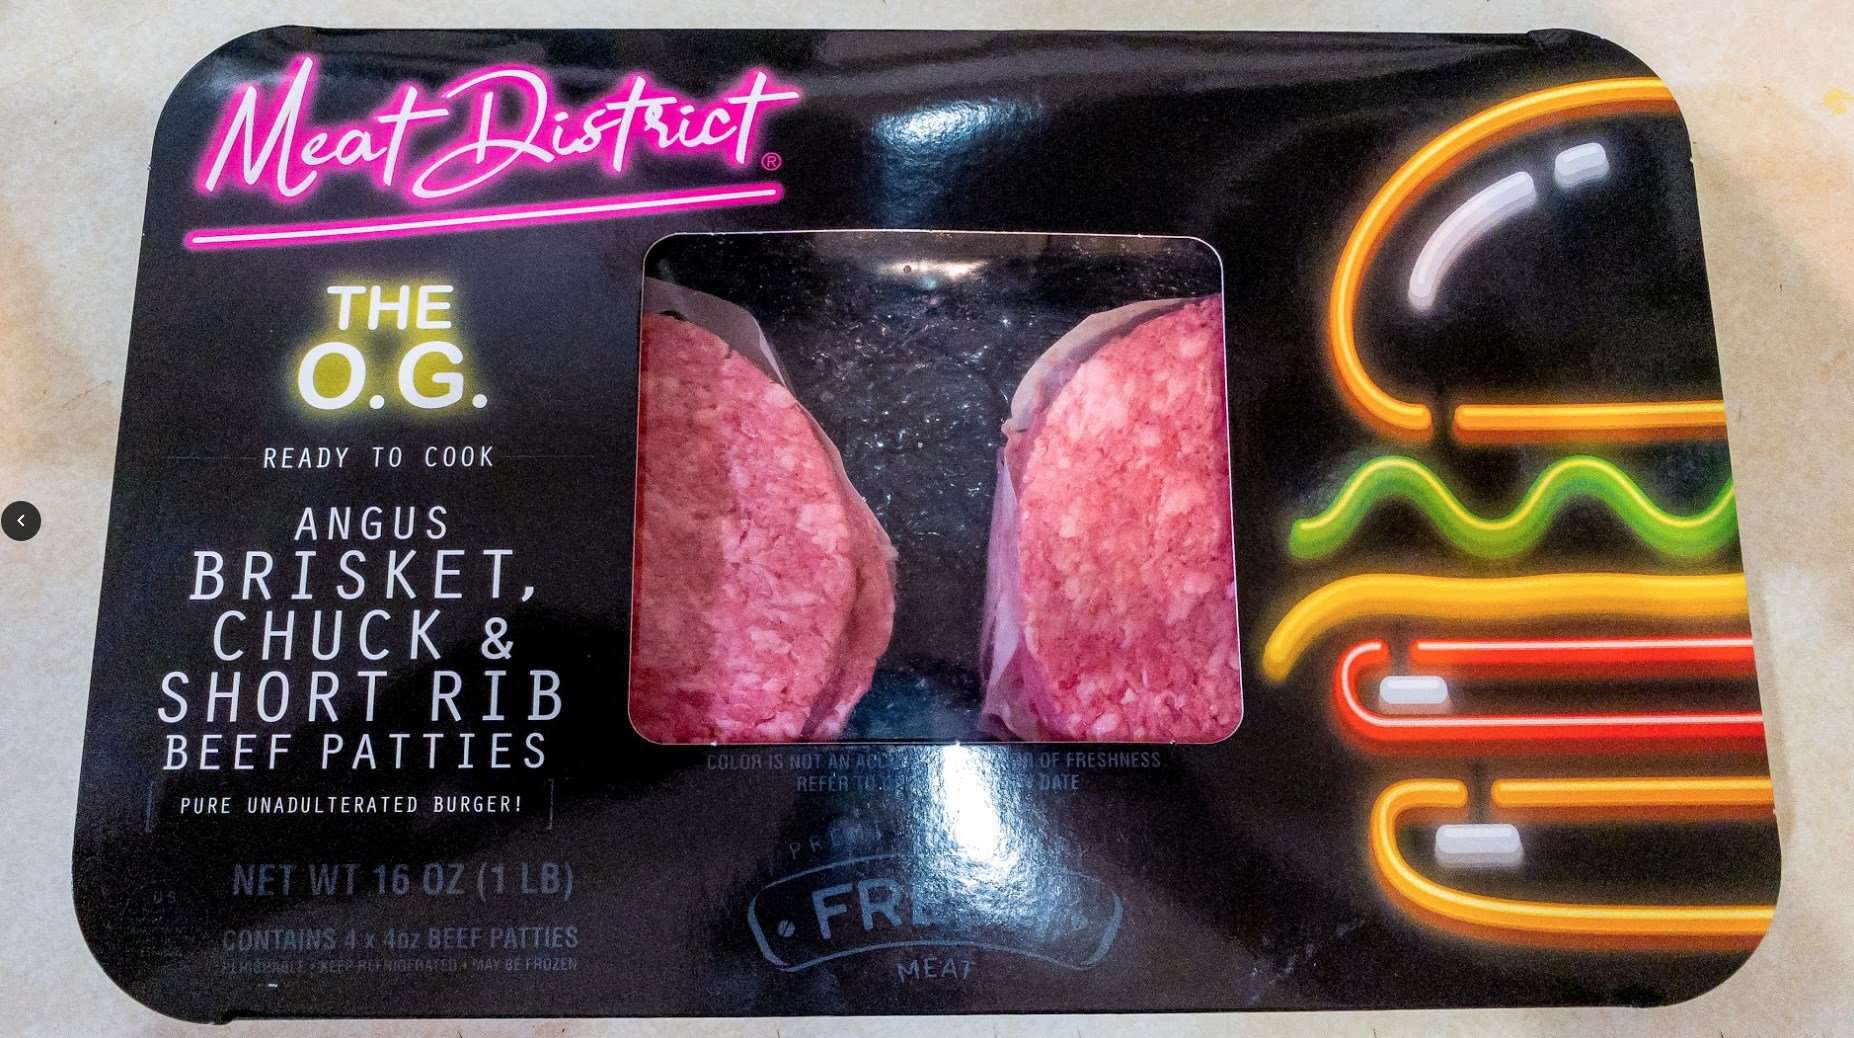 Meat District®
THE
O.G.
READY TO COOK
ANGUS
BRISKET,
CHUCK &
SHORT RIB
BEEF PATTIES
PURE UNADULTERATED BURGER!
NET WT 16 OZ (1 LB)
CONTAINS 4 x 4oz BEEF PATTIES
PERISHABLE • KEEP REFRIGERATED • MAY BE FROZEN
US
COLOR IS NOT AN OF FRESHNESS
REFER TO DATE
MEAT